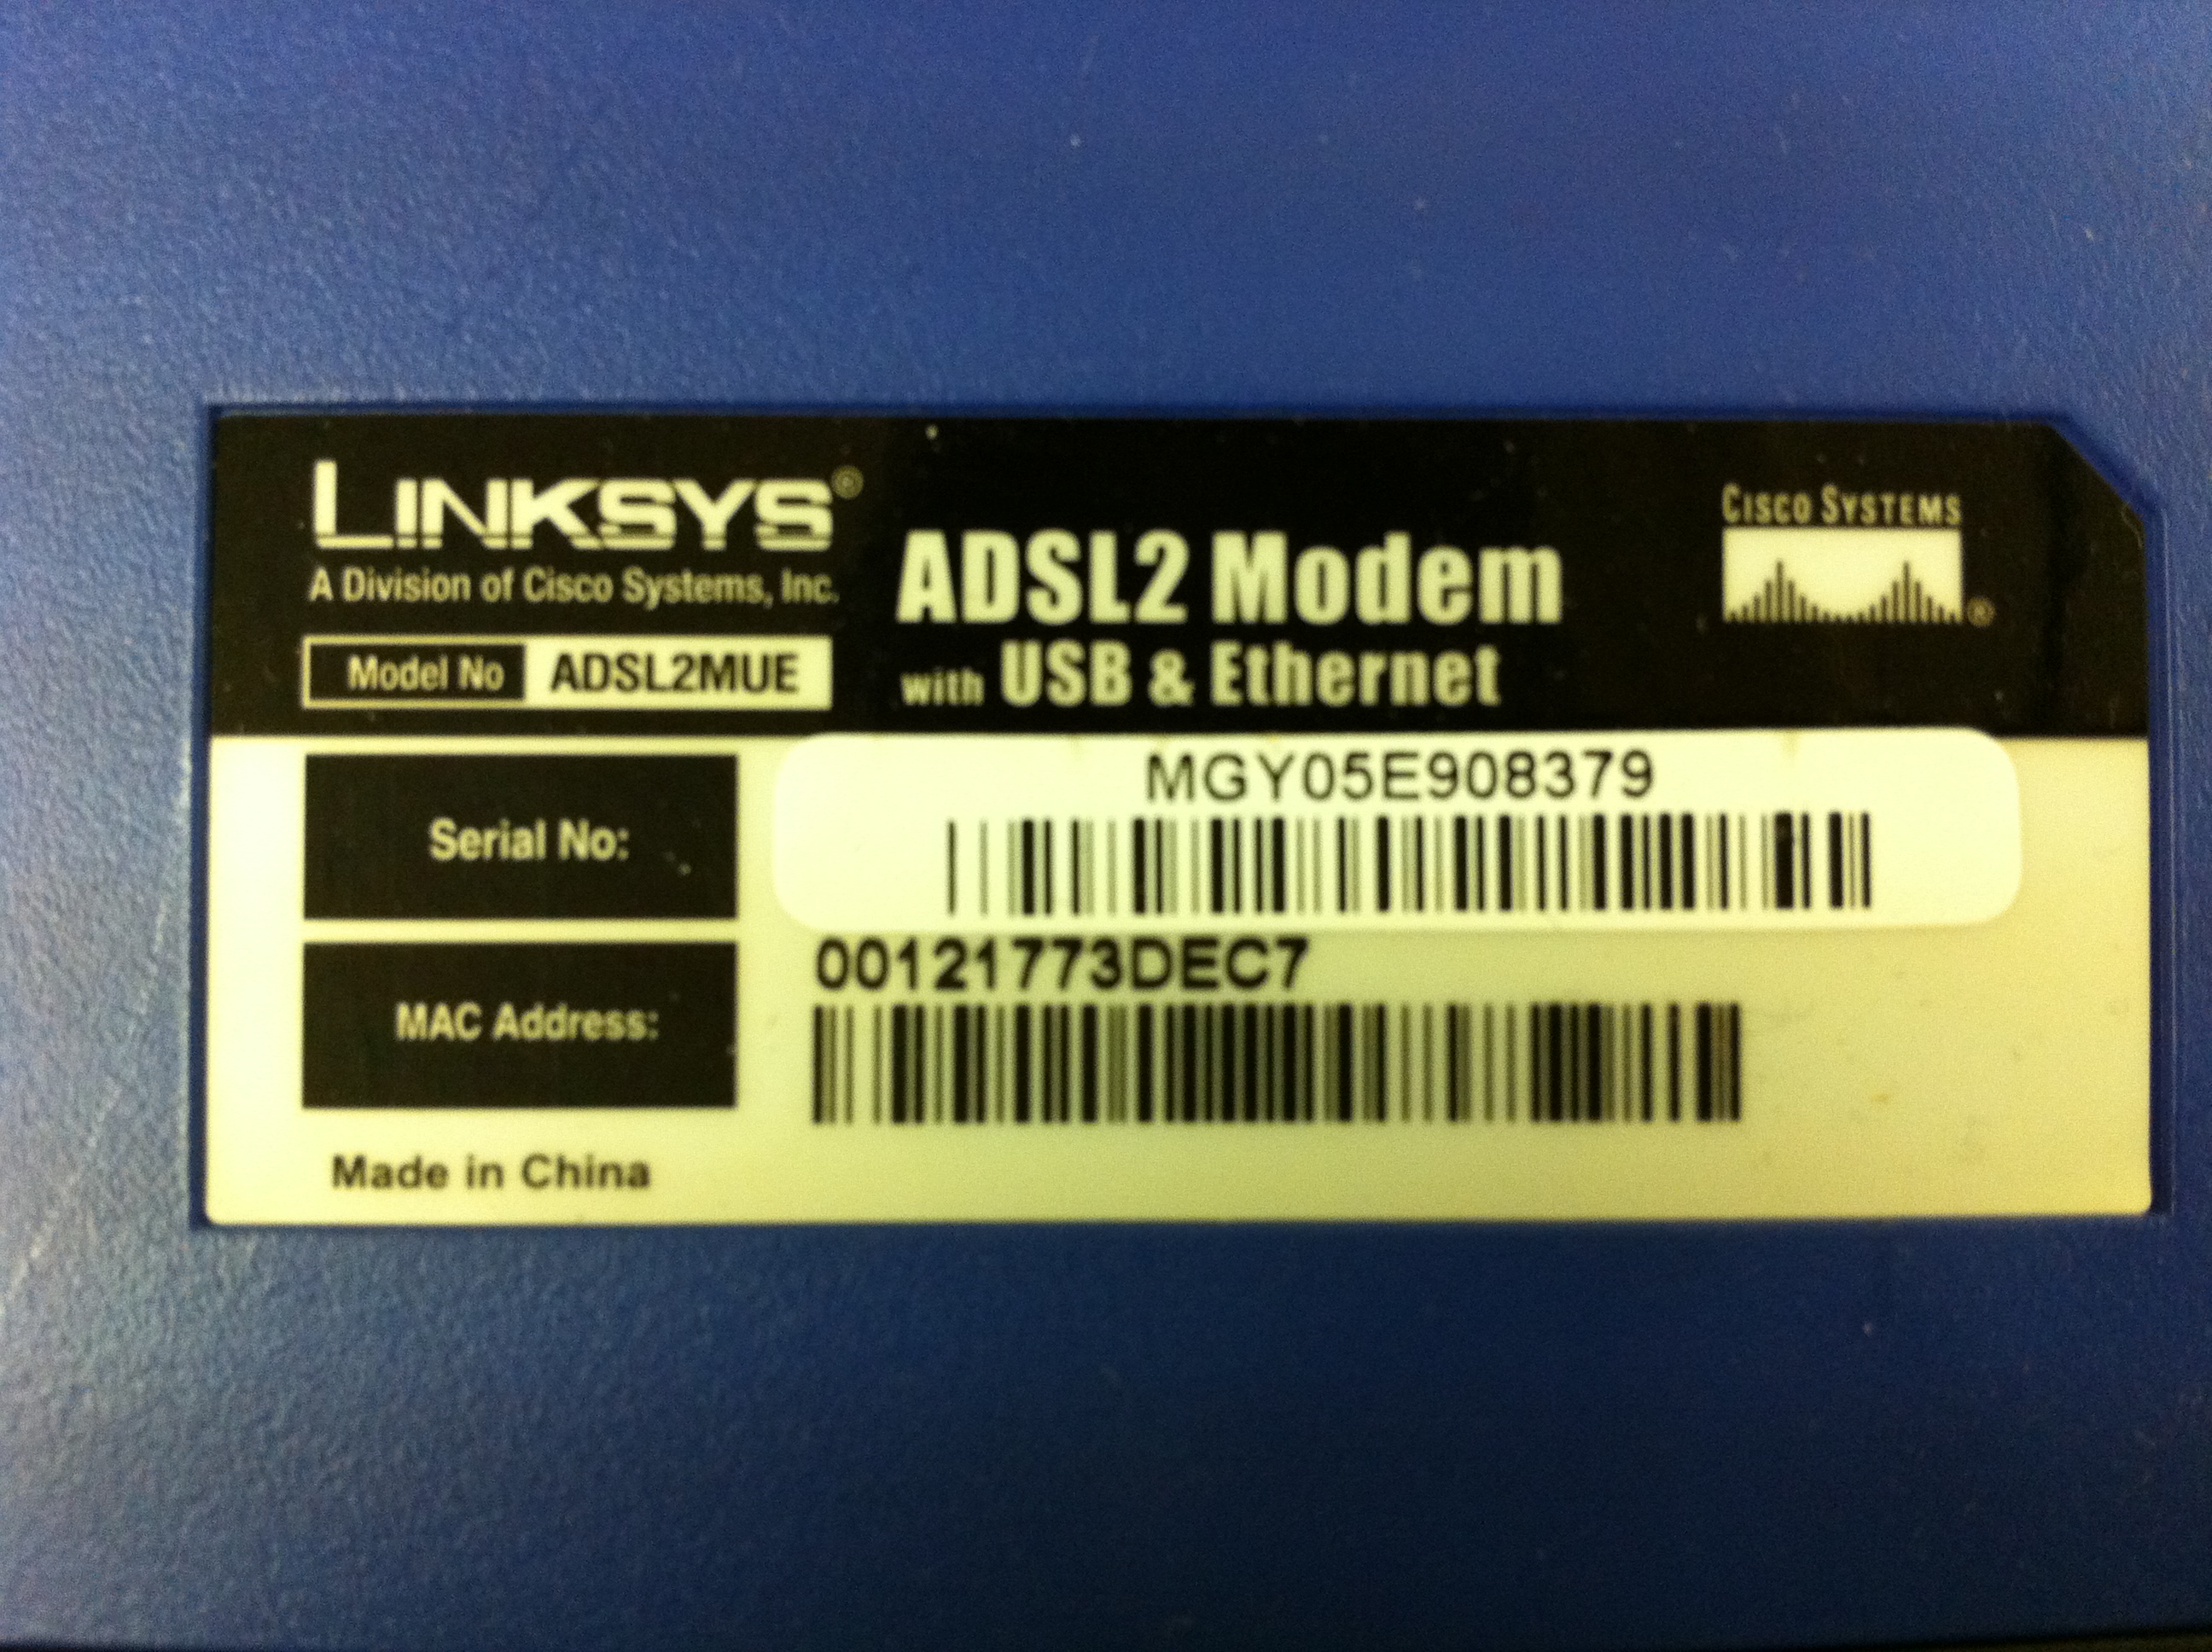 LINKSYS®
A Division of Cisco Systems, Inc.
Model No ADSL2MUE
ADSL2 Modem
with USB & Ethernet
CISCO SYSTEMS
®
Serial No:
MGY05E908379
MAC Address:
00121773DEC7
Made in China